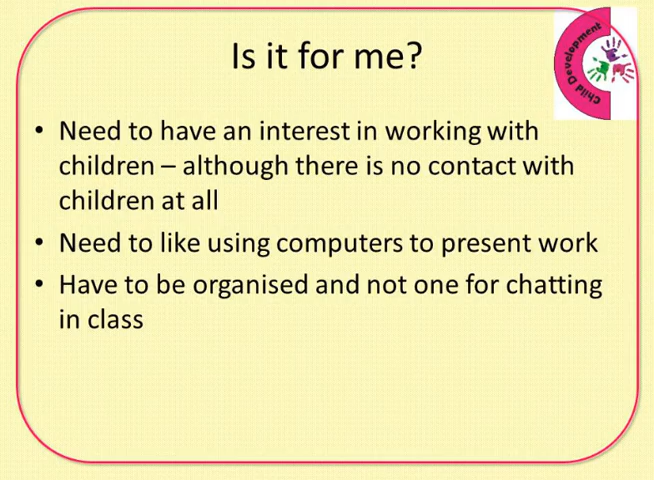 Is it for me?
Child Development
• Need to have an interest in working with
children – although there is no contact with
children at all
• Need to like using computers to present work
• Have to be organised and not one for chatting
in class